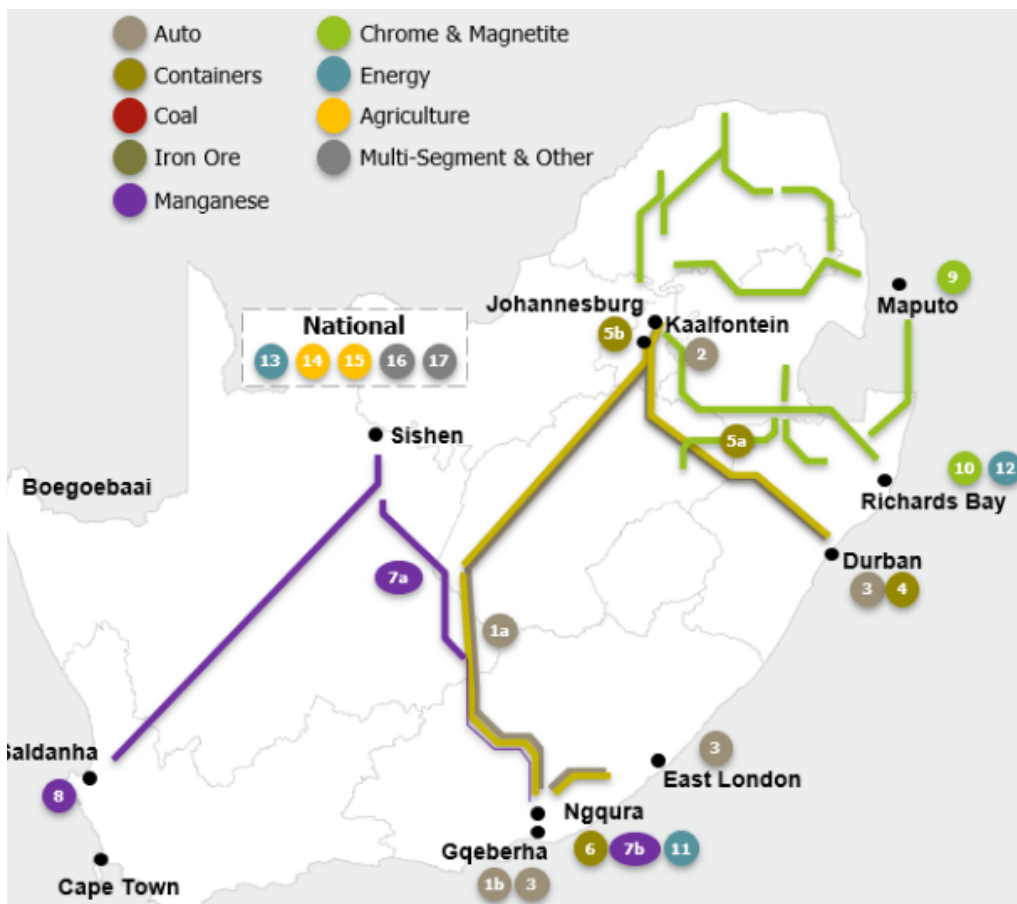 Auto
Containers
Coal
Iron Ore
Manganese
Chrome & Magnetite
Energy
Agriculture
Multi-Segment & Other
National
13 14 15 16 17
Johannesburg
5b
Kaalfontein
2
Maputo
9
Sishen
Boegoebaai
5a
10 12
Richards Bay
Durban
3 4
7a
1a
Saldanha
8
3
East London
Ngqura
6 7b 11
Gqeberha
1b 3
Cape Town